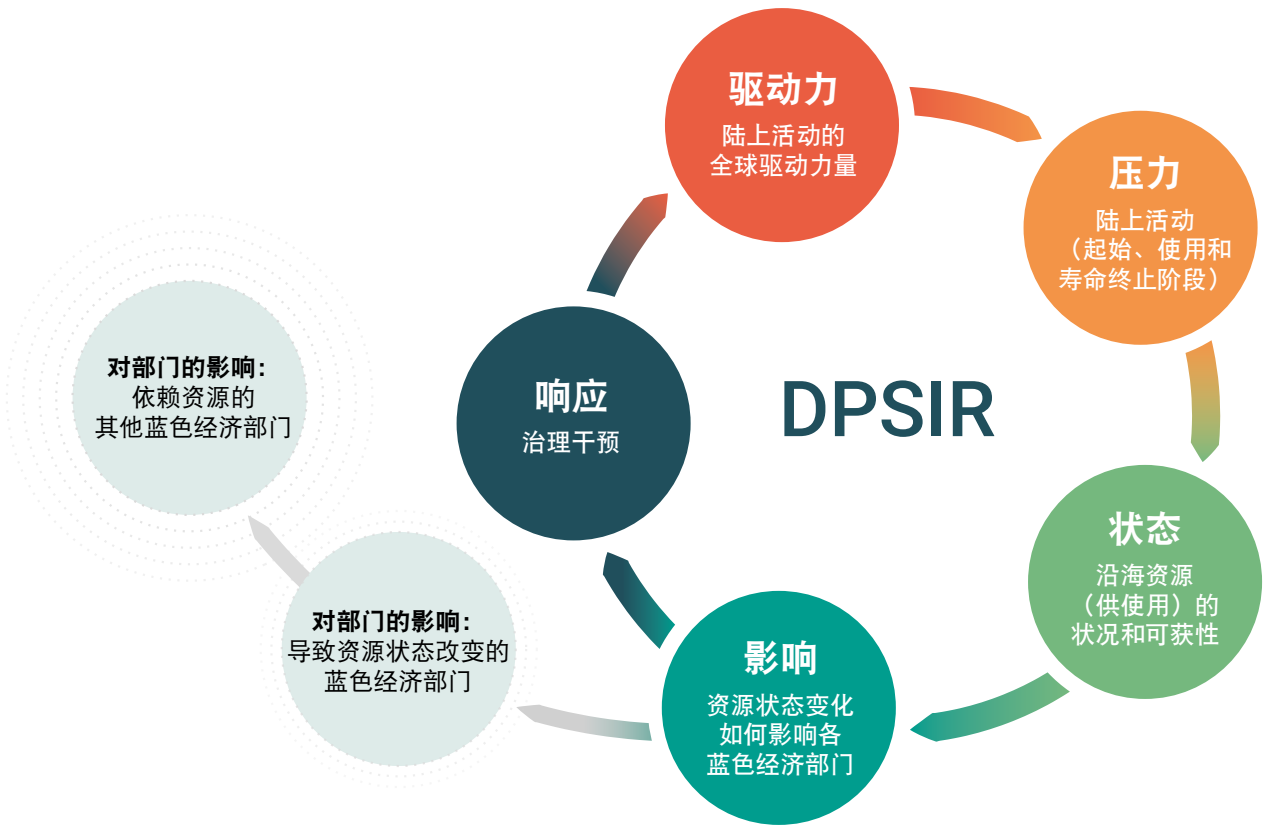 驱动力
陆上活动的
全球驱动力量
压力
陆上活动
（起始、使用和
寿命终止阶段）
DPSIR
状态
沿海资源
（供使用）的
状况和可获性
影响
资源状态变化
如何影响各
蓝色经济部门
响应
治理干预
对部门的影响：
导致资源状态改变的
蓝色经济部门
对部门的影响：
依赖资源的
其他蓝色经济部门